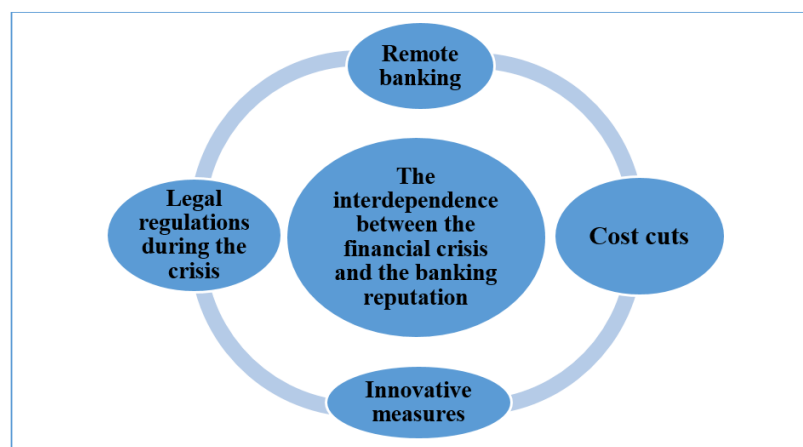 Remote
banking
Legal
regulations
during the
crisis
The
interdependence
between the
financial crisis
and the banking
reputation
Cost cuts
Innovative
measures